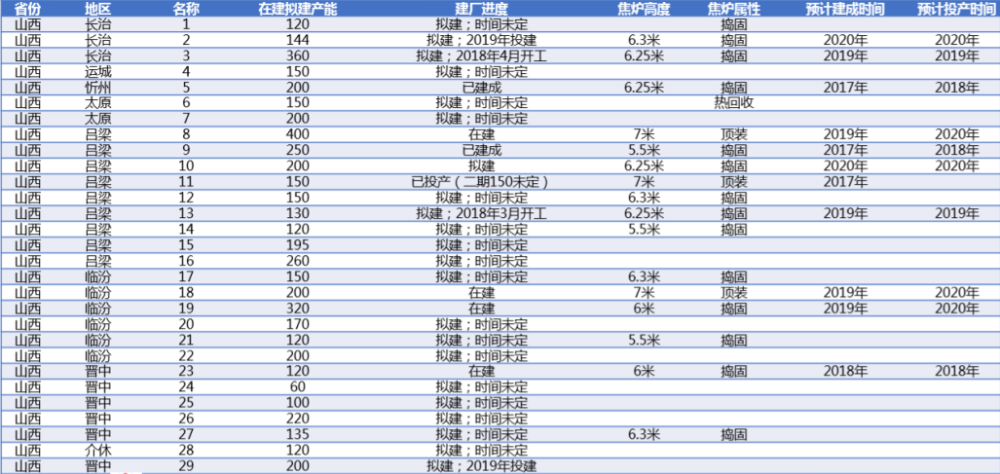 省份 地区 名称 在建拟建产能 建厂进度 焦炉高度 焦炉属性 预计建成时间 预计投产时间
山西 长治 1 120 拟建；时间未定 捣固
山西 长治 2 144 拟建；2019年投建 6.3米 捣固 2020年 2020年
山西 长治 3 360 拟建；2018年4月开工 6.25米 捣固 2019年 2019年
山西 运城 4 150 拟建；时间未定
山西 忻州 5 200 已建成 6.25米 捣固 2017年 2018年
山西 太原 6 150 拟建；时间未定 热回收
山西 太原 7 200 拟建；时间未定
山西 吕梁 8 400 在建 7米 顶装 2019年 2020年
山西 吕梁 9 250 已建成 5.5米 捣固 2017年 2018年
山西 吕梁 10 200 拟建 6.25米 捣固 2020年 2020年
山西 吕梁 11 150 已投产（二期150未定） 7米 顶装 2017年
山西 吕梁 12 150 拟建；时间未定 6.3米 捣固
山西 吕梁 13 130 拟建；2018年3月开工 6.25米 捣固 2019年 2019年
山西 吕梁 14 120 拟建；时间未定 5.5米 捣固
山西 吕梁 15 195 拟建；时间未定
山西 吕梁 16 260 拟建；时间未定
山西 临汾 17 150 拟建；时间未定 6.3米 捣固
山西 临汾 18 200 在建 7米 顶装 2019年 2020年
山西 临汾 19 320 在建 6米 捣固 2019年 2020年
山西 临汾 20 170 拟建；时间未定
山西 临汾 21 120 拟建；时间未定 5.5米 捣固
山西 临汾 22 200 拟建；时间未定
山西 晋中 23 120 在建 6米 捣固 2018年 2018年
山西 晋中 24 60 拟建；时间未定
山西 晋中 25 100 拟建；时间未定
山西 晋中 26 220 拟建；时间未定
山西 晋中 27 135 拟建；时间未定 6.3米 捣固
山西 介休 28 120 拟建；时间未定
山西 晋中 29 200 拟建；2019年投建